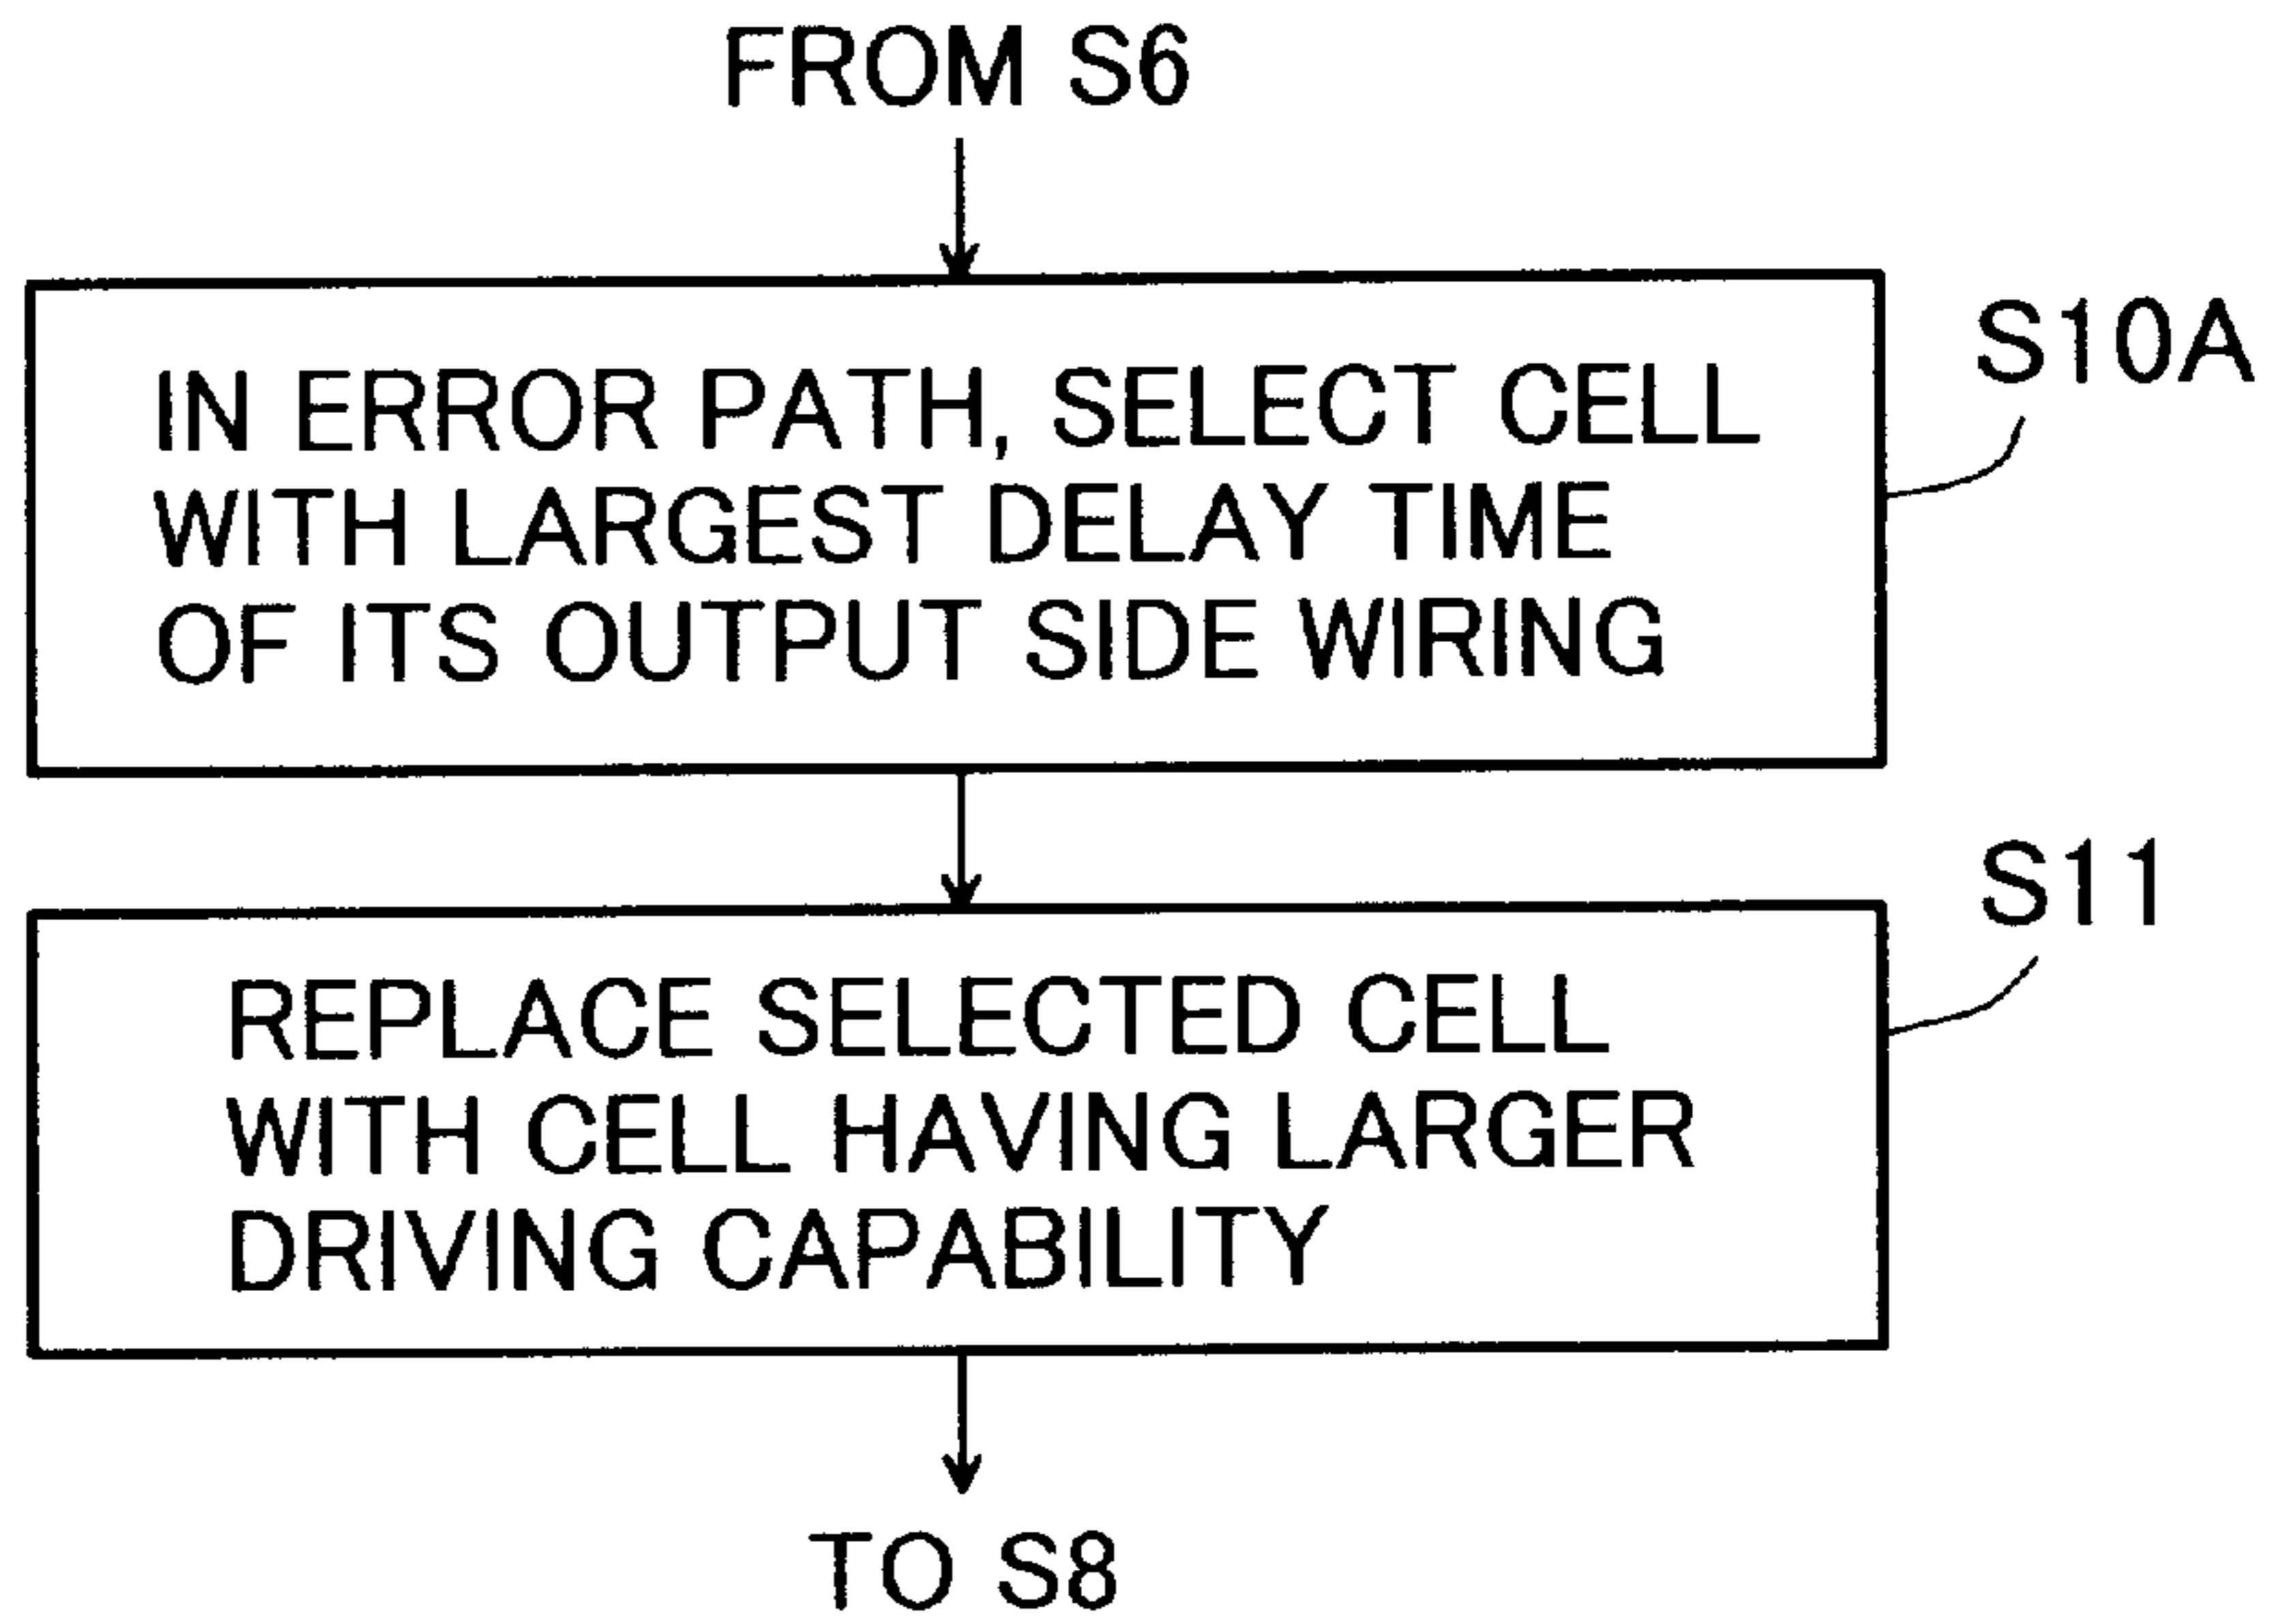 FROM S6
S10A
IN ERROR PATH, SELECT CELL
WITH LARGEST DELAY TIME
OF ITS OUTPUT SIDE WIRING
S11
REPLACE SELECTED CELL
WITH CELL HAVING LARGER
DRIVING CAPABILITY
TO S8